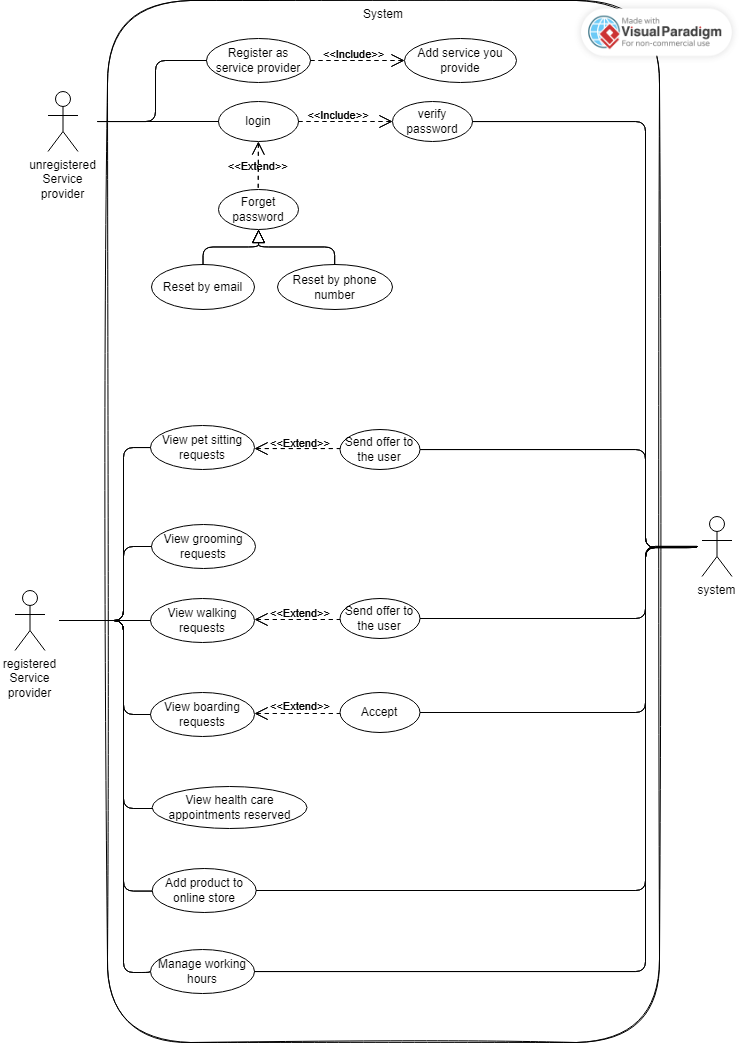 System
Made with
VisualParadigm
For non-commercial use
Register as
service provider
<<Include>>
Add service you
provide
login
<<Include>>
verify
password
unregistered
Service
provider
<<Extend>>
Forget
password
Reset by email
Reset by phone
number
View pet sitting
requests
<<Extend>>
Send offer to
the user
View grooming
requests
system
View walking
requests
<<Extend>>
Send offer to
the user
registered
Service
provider
View boarding
requests
<<Extend>>
Accept
View health care
appointments reserved
Add product to
online store
Manage working
hours